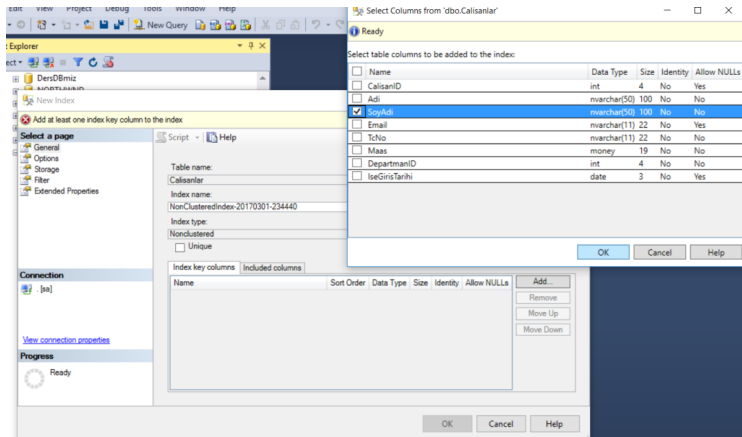 Edit View Project Debug Tools Window Help
New Query
Explorer
DersDBmiz
NORTHWND
New Index
Add at least one index key column to the index
Select a page
General
Options
Storage
Filter
Extended Properties
Script Help
Table name:
Calisanlar
Index name:
NonClusteredIndex-20170301-234440
Index type:
Nonclustered
Unique
Index key columns Included columns
Name Sort Order Data Type Size Identity Allow NULLs
Add...
Remove
Move Up
Move Down
Connection
. [sa]
View connection properties
Progress
Ready
OK Cancel Help
Select Columns from 'dbo.Calisanlar'
Ready
Select table columns to be added to the index:
Name Data Type Size Identity Allow NULLs
CalisanID int 4 No Yes
Adi nvarchar(50) 100 No No
SoyAdi nvarchar(50) 100 No No
Email nvarchar(11) 22 No Yes
TcNo nvarchar(11) 22 No No
Maas money 19 No No
DepartmanID int 4 No No
IseGirisTarihi date 3 No Yes
OK Cancel Help